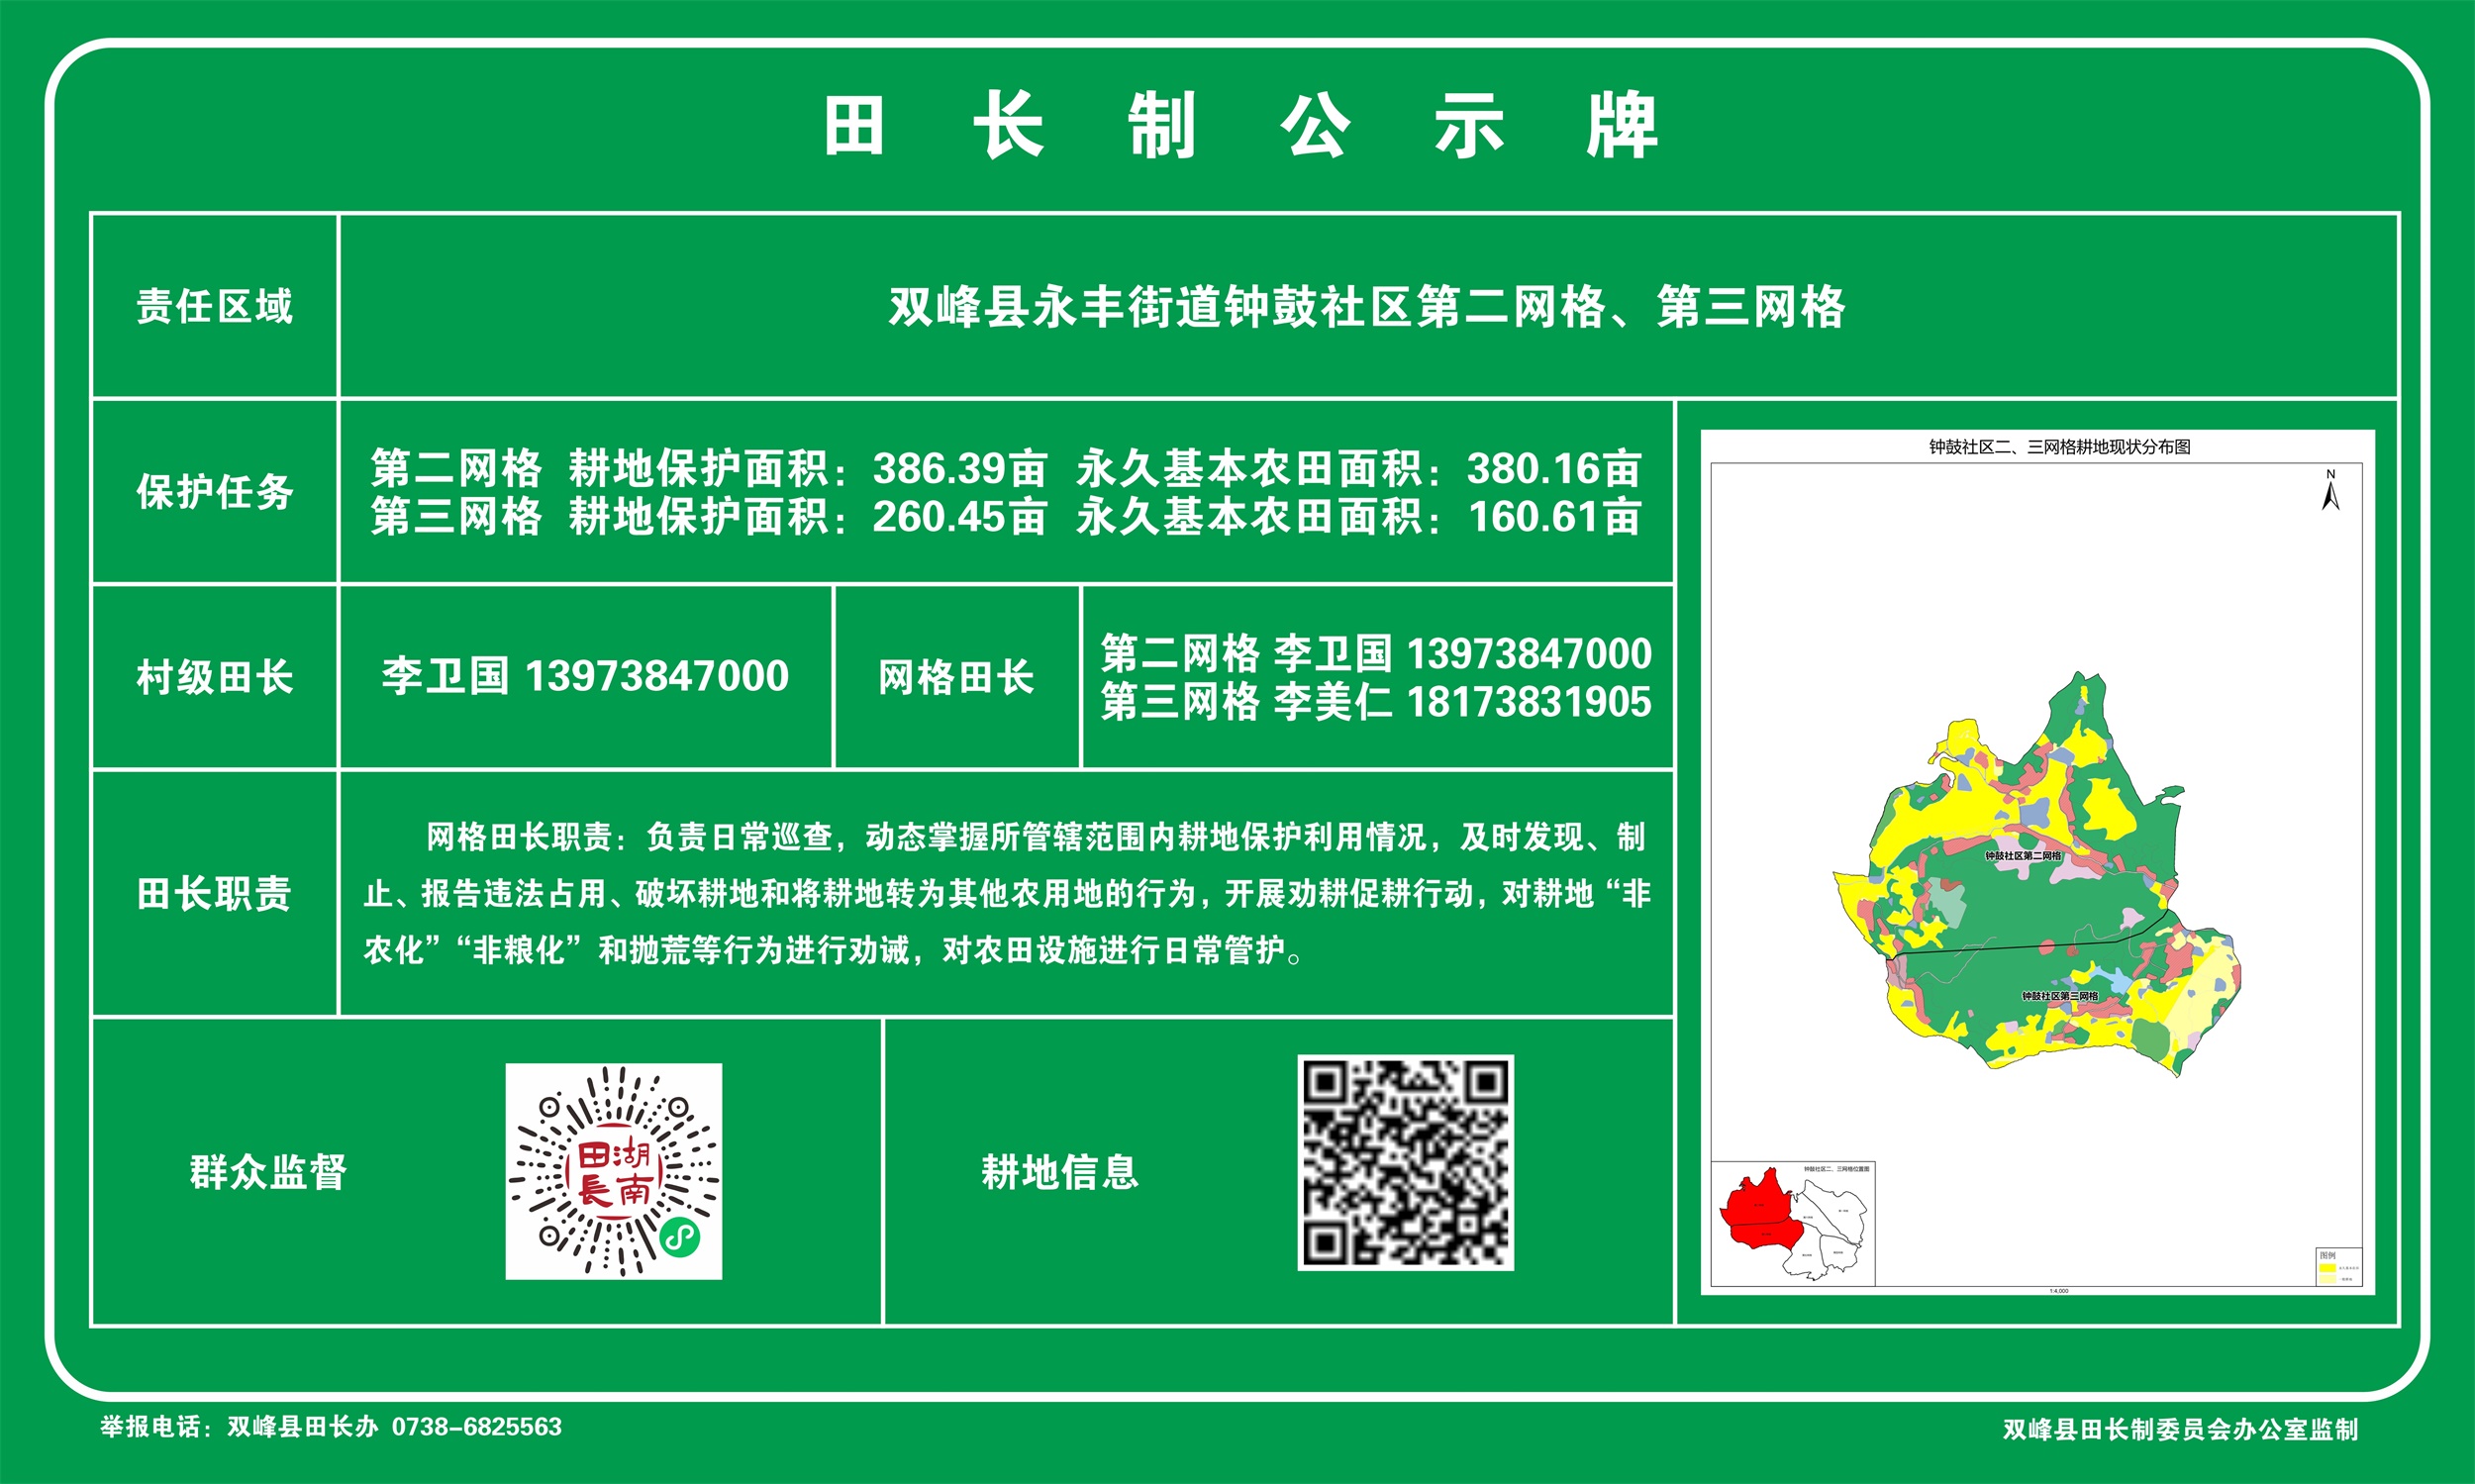 田长制公示牌
责任区域
双峰县永丰街道钟鼓社区第二网格、第三网格
保护任务
第二网格 耕地保护面积：386.39亩 永久基本农田面积：380.16亩
第三网格 耕地保护面积：260.45亩 永久基本农田面积：160.61亩
村级田长
李卫国 13973847000
网格田长
第二网格 李卫国 13973847000
第三网格 李美仁 18173831905
田长职责
网格田长职责：负责日常巡查，动态掌握所管辖范围内耕地保护利用情况，及时发现、制
止、报告违法占用、破坏耕地和将耕地转为其他农用地的行为，开展劝耕促耕行动，对耕地“非
农化”“非粮化”和抛荒等行为进行劝诫，对农田设施进行日常管护。
群众监督
田湖
長南
耕地信息
钟鼓社区二、三网格耕地现状分布图
N
钟鼓社区第二网格
钟鼓社区第三网格
钟鼓社区二、三网格位置图
图例
1:4,000
举报电话：双峰县田长办 0738-6825563
双峰县田长制委员会办公室监制